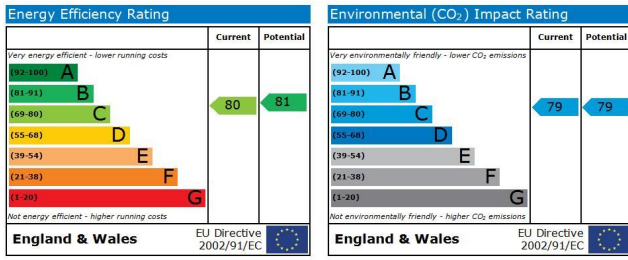 Energy Efficiency Rating
Current Potential
Very energy efficient - lower running costs
(92-100) A
(81-91) B
(69-80) C
(55-68) D
(39-54) E
(21-38) F
(1-20) G
80 81
Not energy efficient - higher running costs
England & Wales
EU Directive
2002/91/EC
Environmental (CO₂) Impact Rating
Current Potential
Very environmentally friendly - lower CO₂ emissions
(92-100) A
(81-91) B
(69-80) C
(55-68) D
(39-54) E
(21-38) F
(1-20) G
79 79
Not environmentally friendly - higher CO₂ emissions
England & Wales
EU Directive
2002/91/EC